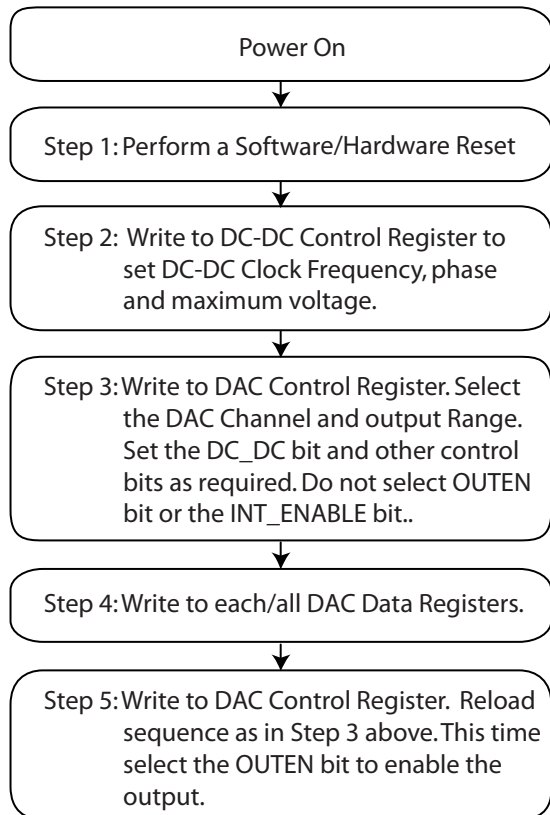 Power On
Step 1: Perform a Software/Hardware Reset
Step 2: Write to DC-DC Control Register to
set DC-DC Clock Frequency, phase
and maximum voltage.
Step 3: Write to DAC Control Register. Select
the DAC Channel and output Range.
Set the DC_DC bit and other control
bits as required. Do not select OUTEN
bit or the INT_ENABLE bit..
Step 4: Write to each/all DAC Data Registers.
Step 5: Write to DAC Control Register. Reload
sequence as in Step 3 above. This time
select the OUTEN bit to enable the
output.